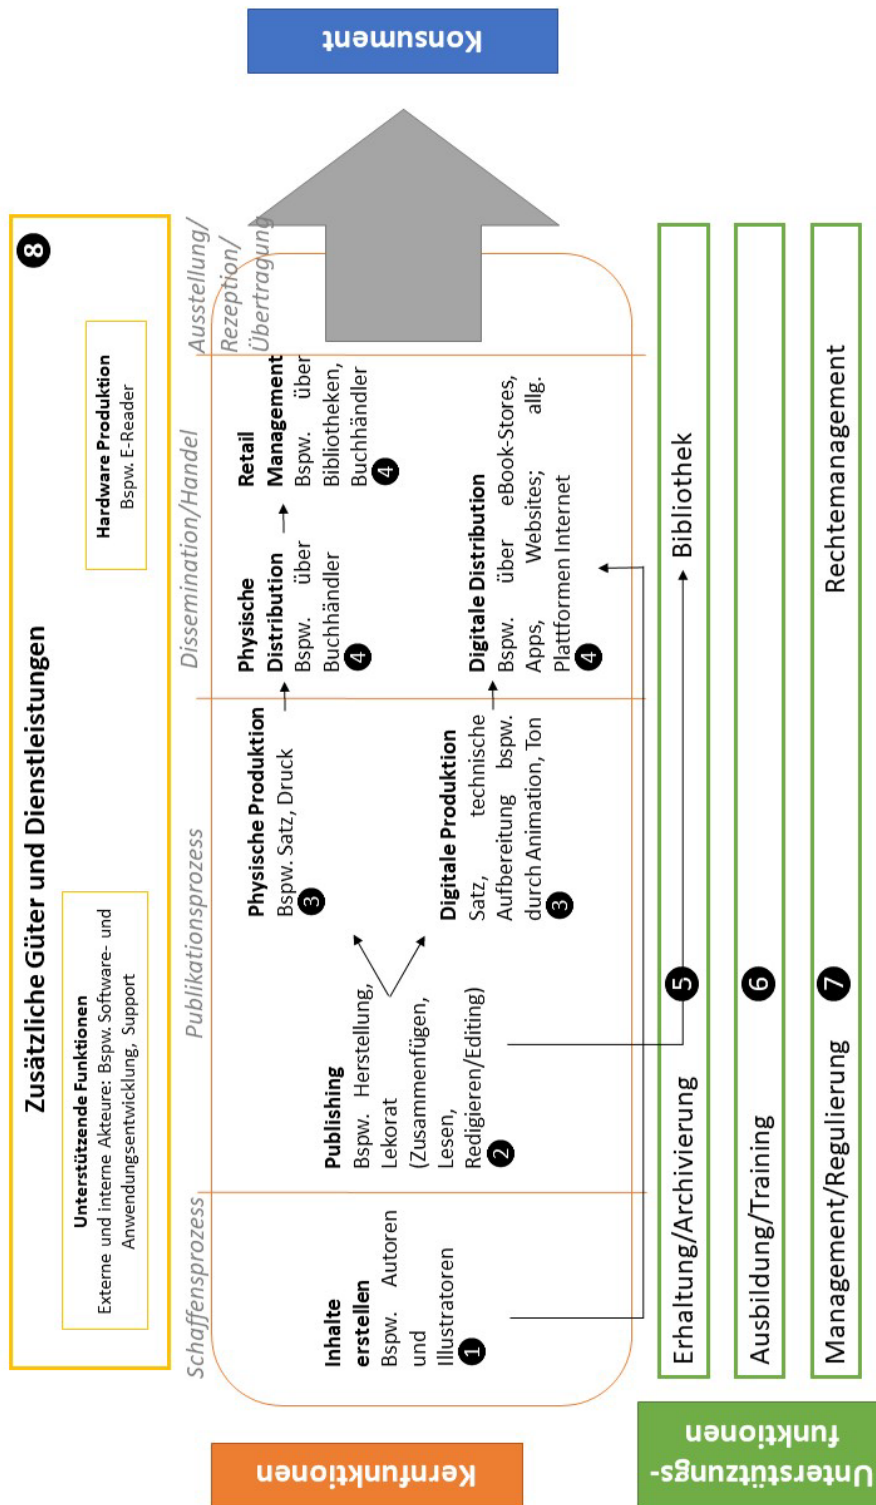 Zusätzliche Güter und Dienstleistungen
8
Unterstützende Funktionen
Externe und interne Akteure: Bspw. Software- und
Anwendungsentwicklung, Support
Hardware Produktion
Bspw. E-Reader
Schaffensprozess
Publikationsprozess
Dissemination/Handel
Ausstellung/
Rezeption/
Übertragung
Kernfunktionen
Inhalte
erstellen
Bspw. Autoren
und
Illustratoren
1
Publishing
Bspw. Herstellung,
Lekorat
(Zusammenfügen,
Lesen,
Redigieren/Editing)
2
Physische Produktion
Bspw. Satz, Druck
3
Digitale Produktion
Satz, technische
Aufbereitung bspw.
durch Animation, Ton
3
Physische
Distribution
Bspw. über
Buchhändler
4
Retail
Management
Bspw. über
Bibliotheken,
Buchhändler
4
Digitale Distribution
Bspw. über eBook-Stores,
Apps, Websites; allg.
Plattformen Internet
4
Konsument
Unterstützungs-
funktionen
Erhaltung/Archivierung 5 Bibliothek
Ausbildung/Training 6
Management/Regulierung 7 Rechtemanagement